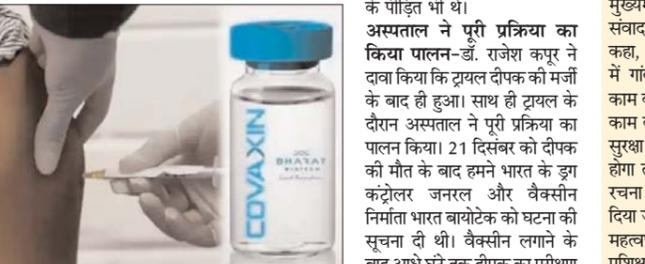 COVAXIN
BHARAT
BIOTECH
के पीड़ित भी थे।
अस्पताल ने पूरी प्रक्रिया का
किया पालन-डॉ. राजेश कपूर ने
दावा किया कि ट्रायल दीपक की मर्जी
के बाद ही हुआ। साथ ही ट्रायल के
दौरान अस्पताल ने पूरी प्रक्रिया का
पालन किया। 21 दिसंबर को दीपक
की मौत के बाद हमने भारत के ड्रग
कंट्रोलर जनरल और वैक्सीन
निर्माता भारत बायोटेक को घटना की
सूचना दी थी। वैक्सीन लगाने के
संवाद
कहा,
में गां
काम
काम
सुरक्षा
होगा
रचना
दिया